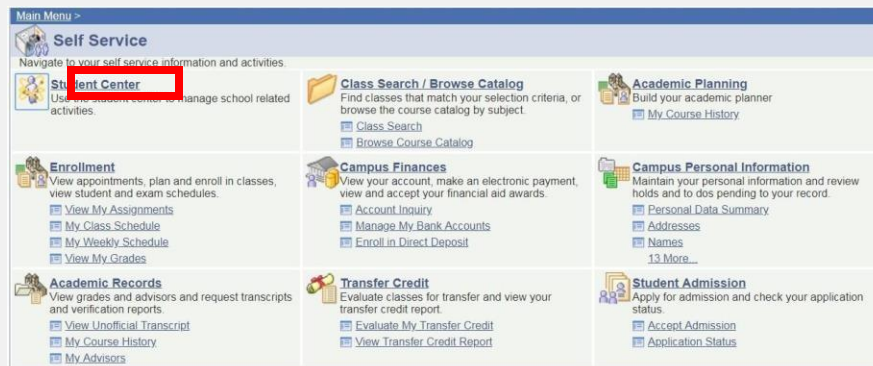 Main Menu >
Self Service
Navigate to your self service information and activities.
Student Center
Use the student center to manage school related
activities.
Class Search / Browse Catalog
Find classes that match your selection criteria, or
browse the course catalog by subject.
Class Search
Browse Course Catalog
Academic Planning
Build your academic planner
My Course History
Enrollment
View appointments, plan and enroll in classes,
view student and exam schedules.
View My Assignments
My Class Schedule
My Weekly Schedule
View My Grades
Campus Finances
View your account, make an electronic payment,
view and accept your financial aid awards.
Account Inquiry
Manage My Bank Accounts
Enroll in Direct Deposit
Campus Personal Information
Maintain your personal information and review
holds and to dos pending to your record.
Personal Data Summary
Addresses
Names
13 More...
Academic Records
View grades and advisors and request transcripts
and verification reports.
View Unofficial Transcript
My Course History
My Advisors
Transfer Credit
Evaluate classes for transfer and view your
transfer credit report.
Evaluate My Transfer Credit
View Transfer Credit Report
Student Admission
Apply for admission and check your application
status.
Accept Admission
Application Status